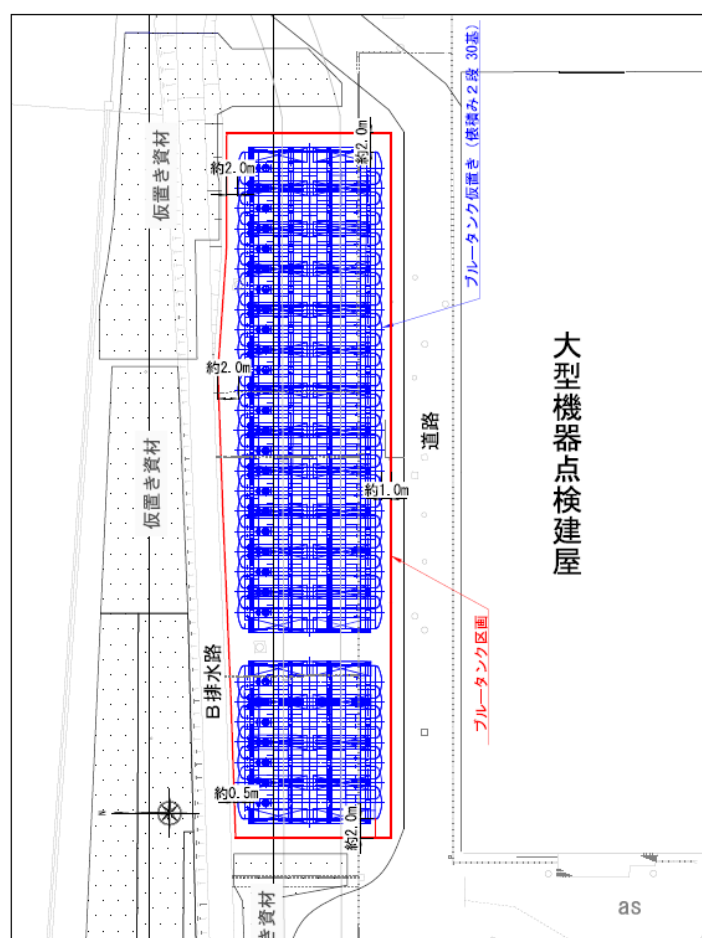 ブルータンク仮置き（俵積み２段 30基）
仮置き資材
約2.0m
約2.0m
約2.0m
仮置き資材
道路
大型機器点検建屋
約1.0m
ブルータンク区画
B排水路
約0.5m
約2.0m
N
き資材
as